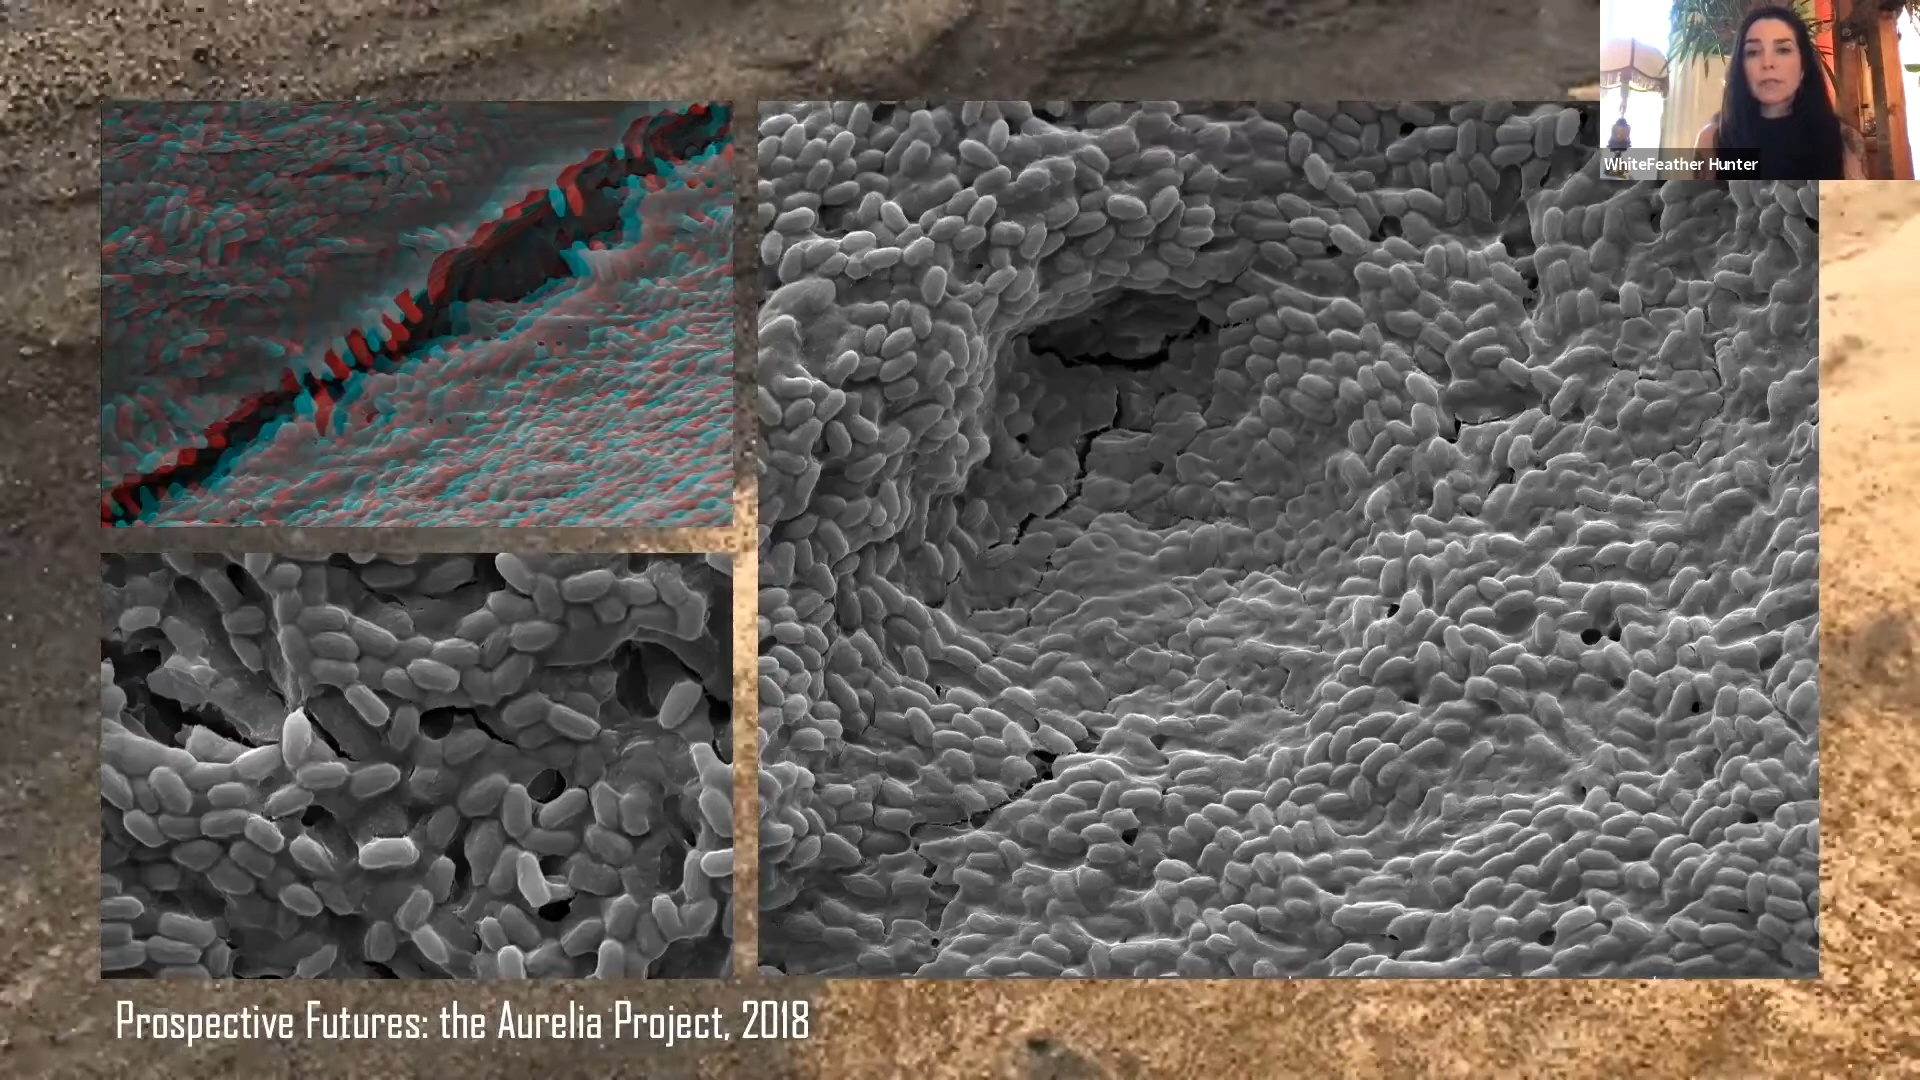 WhiteFeather Hunter
Prospective Futures: the Aurelia Project, 2018